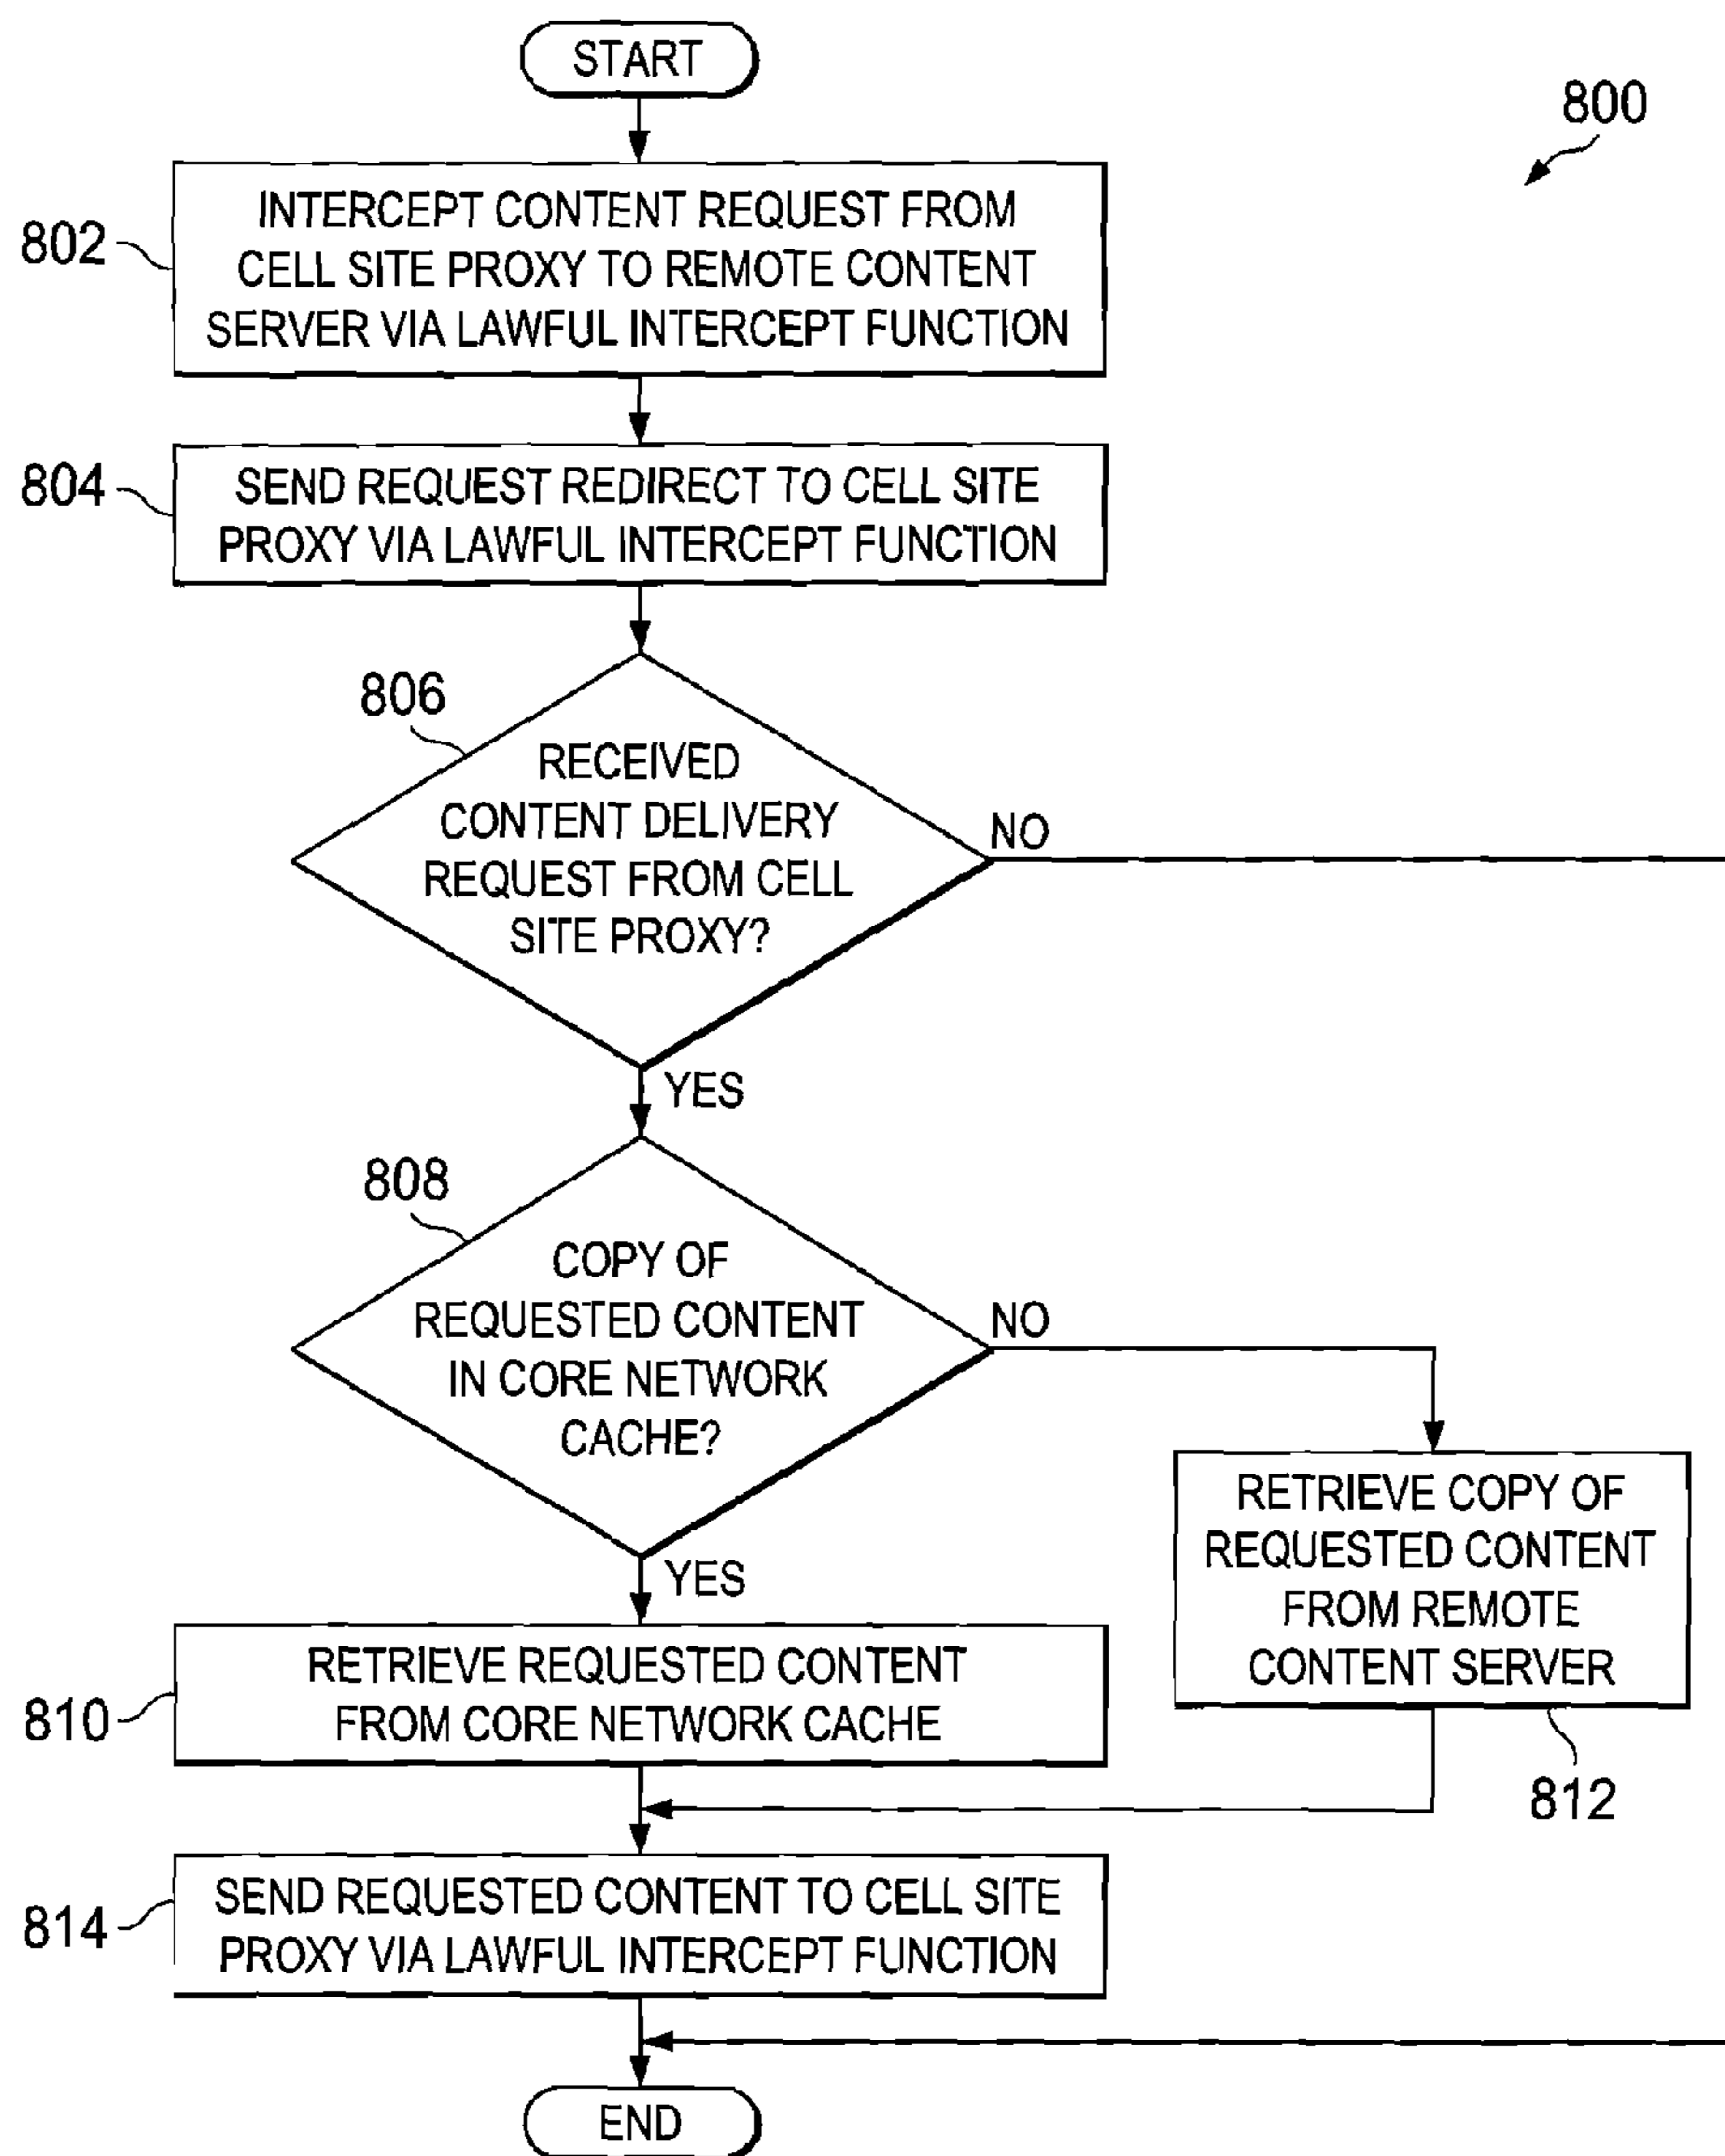 START
800
802
INTERCEPT CONTENT REQUEST FROM
CELL SITE PROXY TO REMOTE CONTENT
SERVER VIA LAWFUL INTERCEPT FUNCTION
804
SEND REQUEST REDIRECT TO CELL SITE
PROXY VIA LAWFUL INTERCEPT FUNCTION
806
RECEIVED
CONTENT DELIVERY
REQUEST FROM CELL
SITE PROXY?
NO
YES
808
COPY OF
REQUESTED CONTENT
IN CORE NETWORK
CACHE?
NO
YES
RETRIEVE COPY OF
REQUESTED CONTENT
FROM REMOTE
CONTENT SERVER
812
810
RETRIEVE REQUESTED CONTENT
FROM CORE NETWORK CACHE
814
SEND REQUESTED CONTENT TO CELL SITE
PROXY VIA LAWFUL INTERCEPT FUNCTION
END